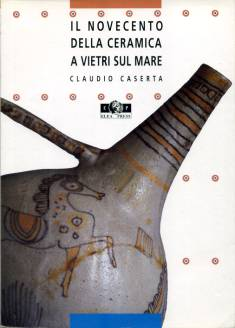 IL NOVECENTO
DELLA CERAMICA
A VIETRI SUL MARE
CLAUDIO CASERTA
ELEA PRESS